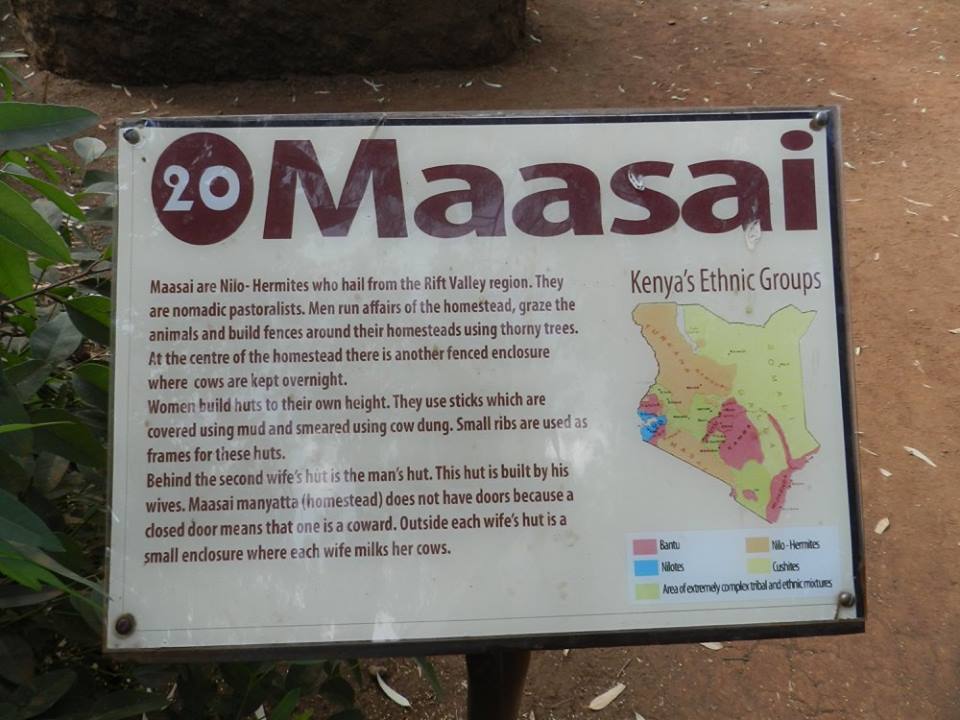 20 Maasai
Maasai are Nilo- Hermites who hail from the Rift Valley region. They
are nomadic pastoralists. Men run affairs of the homestead, graze the
animals and build fences around their homesteads using thorny trees.
At the centre of the homestead there is another fenced enclosure
where cows are kept overnight.
Women build huts to their own height. They use sticks which are
covered using mud and smeared using cow dung. Small ribs are used as
frames for these huts.
Behind the second wife's hut is the man's hut. This hut is built by his
wives. Maasai manyatta (homestead) does not have doors because a
closed door means that one is a coward. Outside each wife's hut is a
small enclosure where each wife milks her cows.
Kenya's Ethnic Groups
TURKANA
SOMALI
MASAI
KAMBA
Bantu
Nilo - Hermites
Nilotes
Cushites
Area of extremely complex tribal and ethnic mixtures